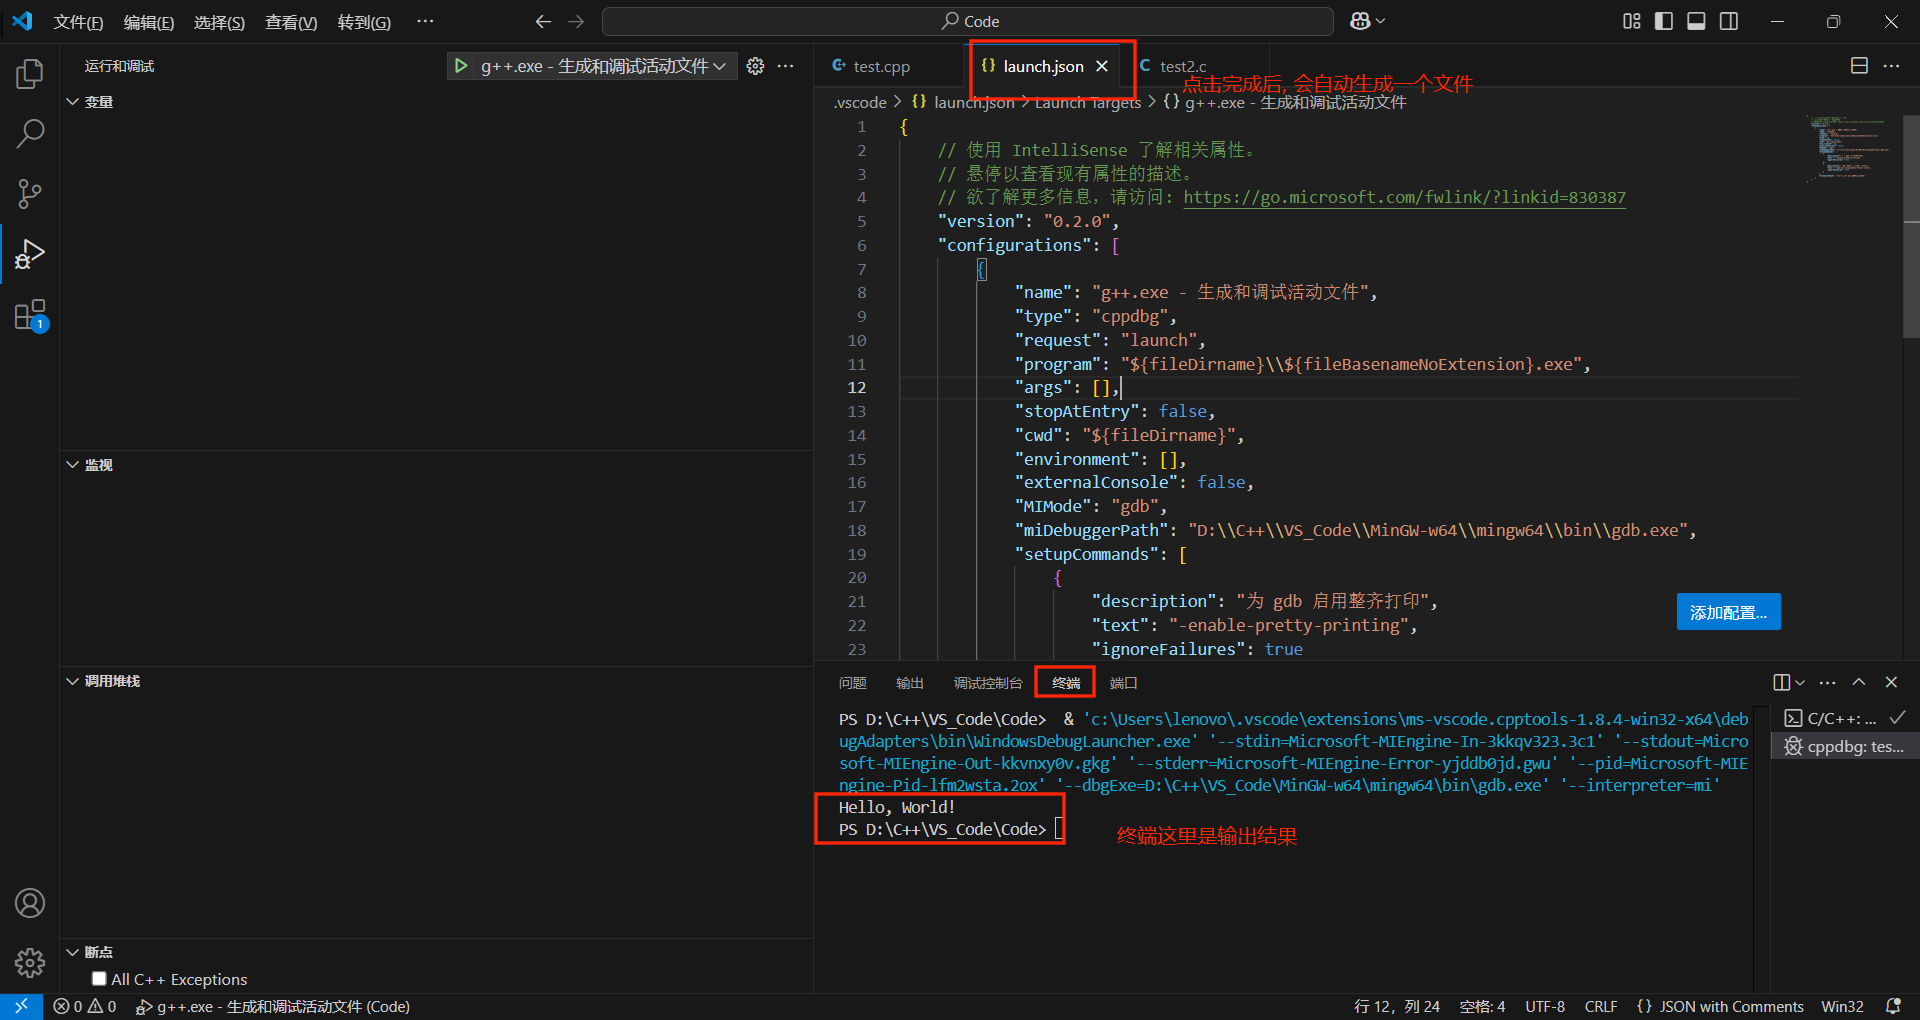 文件(F) 编辑(E) 选择(S) 查看(V) 转到(G) ··· Code
运行和调试 g++.exe - 生成和调试活动文件 ···
变量
监视
调用堆栈
断点
All C++ Exceptions
1
test.cpp {} launch.json C test2.c
点击完成后, 会自动生成一个文件
.vscode > {} launch.json > Launch Targets > {} g++.exe - 生成和调试活动文件
1 {
2 // 使用 IntelliSense 了解相关属性。
3 // 悬停以查看现有属性的描述。
4 // 欲了解更多信息，请访问: https://go.microsoft.com/fwlink/?linkid=830387
5 "version": "0.2.0",
6 "configurations": [
7 {
8 "name": "g++.exe - 生成和调试活动文件",
9 "type": "cppdbg",
10 "request": "launch",
11 "program": "${fileDirname}\\${fileBasenameNoExtension}.exe",
12 "args": [],
13 "stopAtEntry": false,
14 "cwd": "${fileDirname}",
15 "environment": [],
16 "externalConsole": false,
17 "MIMode": "gdb",
18 "miDebuggerPath": "D:\\C++\\VS_Code\\MinGW-w64\\mingw64\\bin\\gdb.exe",
19 "setupCommands": [
20 {
21 "description": "为 gdb 启用整齐打印",
22 "text": "-enable-pretty-printing",
23 "ignoreFailures": true
添加配置...
问题 输出 调试控制台 终端 端口
PS D:\C++\VS_Code\Code>  & 'c:\Users\lenovo\.vscode\extensions\ms-vscode.cpptools-1.8.4-win32-x64\deb
ugAdapters\bin\WindowsDebugLauncher.exe' '--stdin=Microsoft-MIEngine-In-3kkqv323.3c1' '--stdout=Micro
soft-MIEngine-Out-kkvnxy0v.gkg' '--stderr=Microsoft-MIEngine-Error-yjddb0jd.gwu' '--pid=Microsoft-MIE
ngine-Pid-lfm2wsta.2ox' '--dbgExe=D:\C++\VS_Code\MinGW-w64\mingw64\bin\gdb.exe' '--interpreter=mi'
Hello, World!
PS D:\C++\VS_Code\Code>
终端这里是输出结果
C/C++: ...
cppdbg: tes...
0 0 g++.exe - 生成和调试活动文件 (Code) 行 12，列 24 空格: 4 UTF-8 CRLF {} JSON with Comments Win32